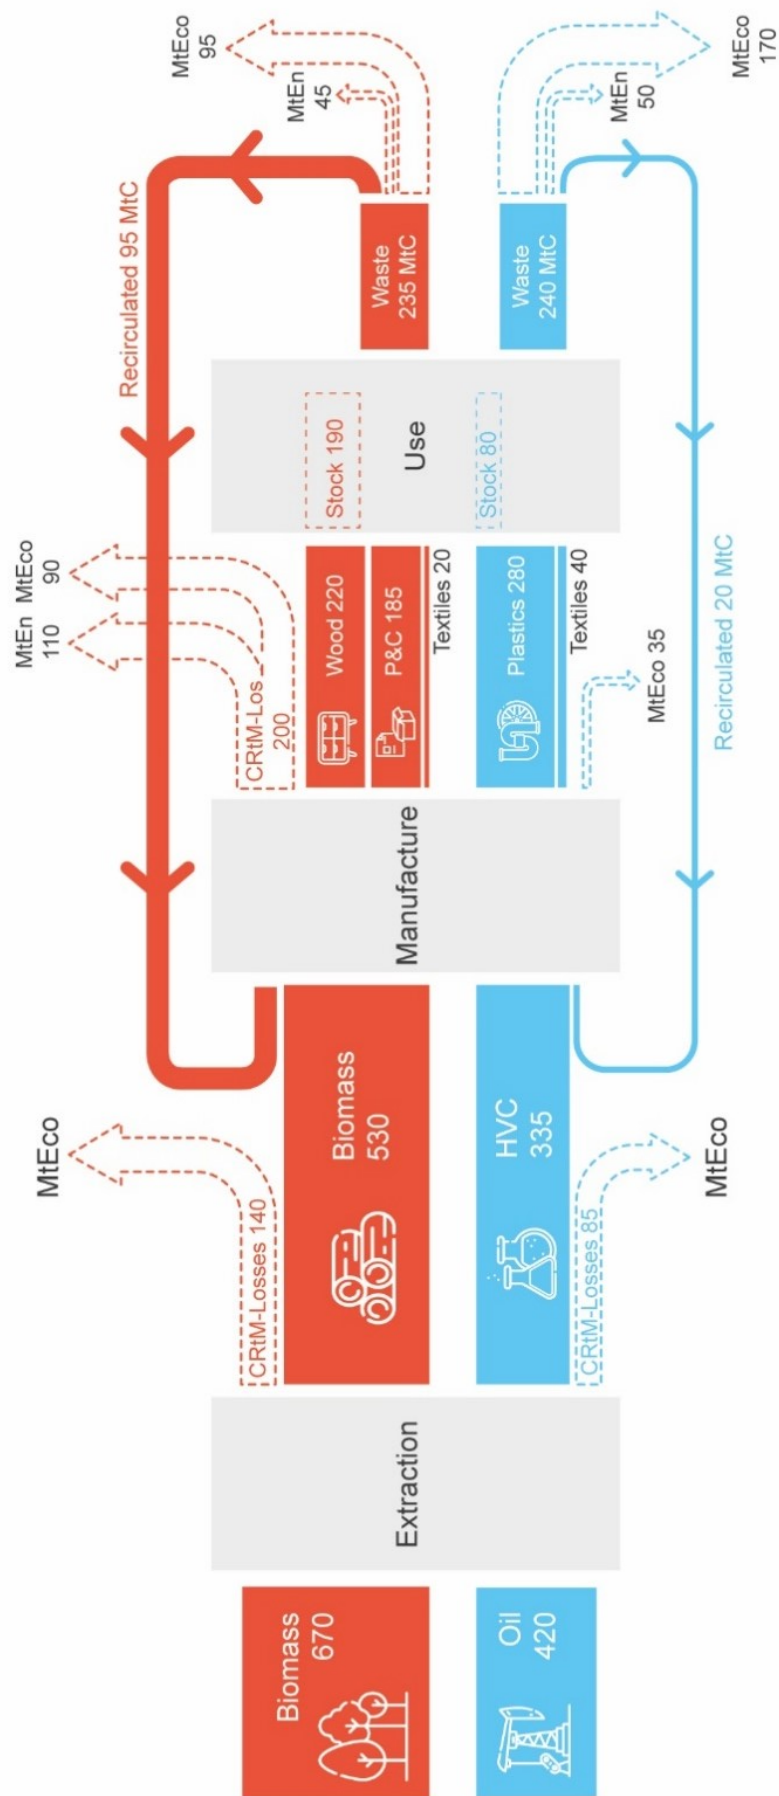 Biomass
670
Oil
420
Extraction
MtEco
CRtM-Losses 140
Biomass
530
HVC
335
CRtM-Losses 85
MtEco
Manufacture
MtEn
110
MtEco
90
CRtM-Los
200
Wood 220
P&C 185
Textiles 20
Plastics 280
Textiles 40
MtEco 35
Use
Stock 190
Stock 80
Waste
235 MtC
Waste
240 MtC
Recirculated 95 MtC
Recirculated 20 MtC
MtEco
95
MtEn
45
MtEn
50
MtEco
170